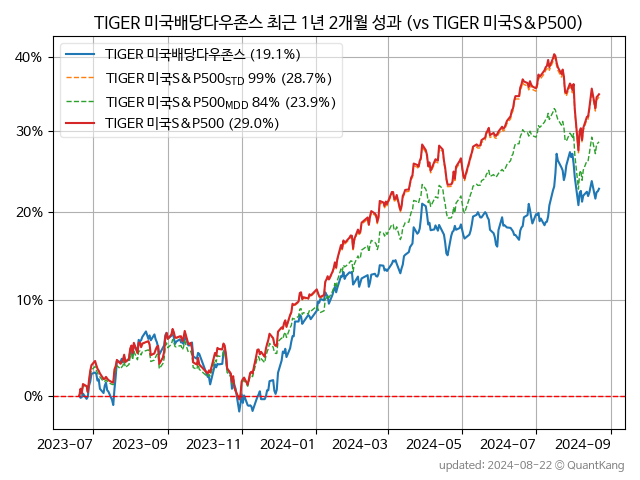 TIGER 미국배당다우존스 최근 1년 2개월 성과 (vs TIGER 미국S&P500)
40%
30%
20%
10%
0%
TIGER 미국배당다우존스 (19.1%)
TIGER 미국S&P500STD 99% (28.7%)
TIGER 미국S&P500MDD 84% (23.9%)
TIGER 미국S&P500 (29.0%)
2023-07 2023-09 2023-11 2024-01 2024-03 2024-05 2024-07 2024-09
updated: 2024-08-22 © QuantKang